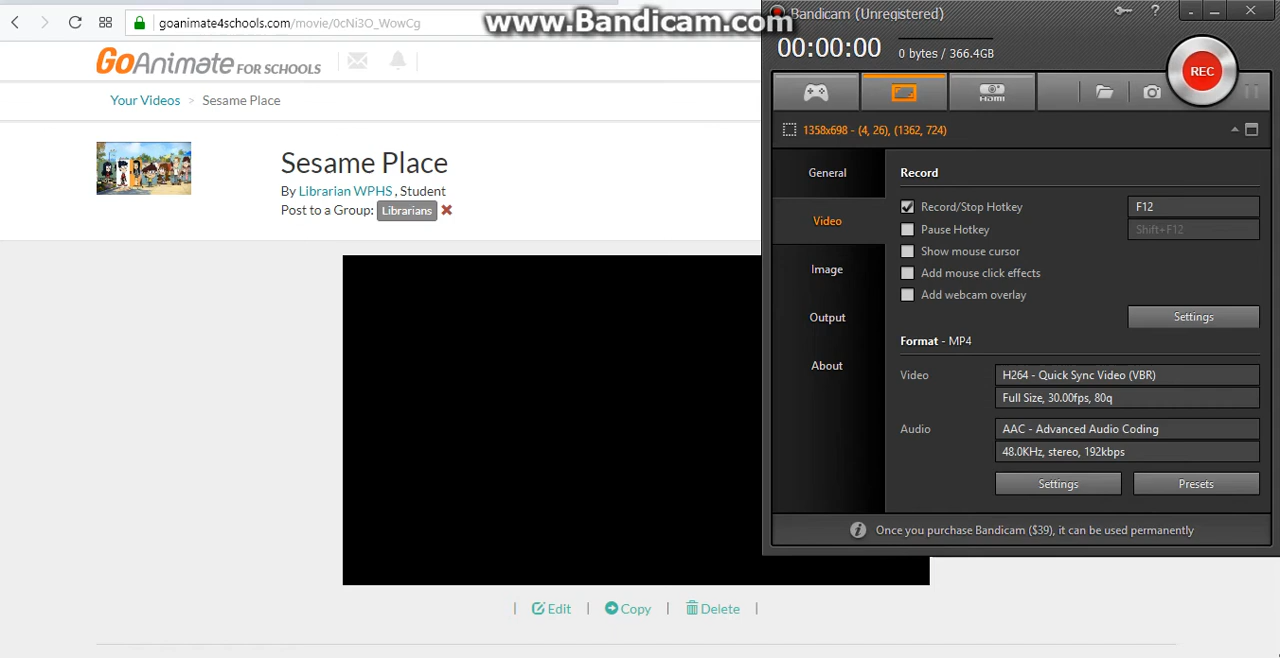 goanimate4schools.com/movie/0cNi3O_WowCg
www.Bandicam.com
Bandicam (Unregistered)
00:00:00
0 bytes / 366.4GB
REC
HDMI
GoAnimate FOR SCHOOLS
Your Videos > Sesame Place
1358x698 - (4, 26), (1362, 724)
Sesame Place
By Librarian WPHS , Student
Post to a Group: Librarians
General
Video
Image
Output
About
Record
Record/Stop Hotkey
F12
Pause Hotkey
Shift+F12
Show mouse cursor
Add mouse click effects
Add webcam overlay
Settings
Format - MP4
Video
H264 - Quick Sync Video (VBR)
Full Size, 30.00fps, 80q
Audio
AAC - Advanced Audio Coding
48.0KHz, stereo, 192kbps
Settings
Presets
Once you purchase Bandicam ($39), it can be used permanently
| Edit | Copy | Delete |